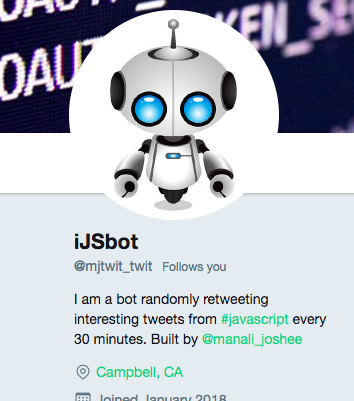 OAUTH
OAUT
KEN_SE
iJSbot
@mjtwit_twit Follows you
I am a bot randomly retweeting
interesting tweets from #javascript every
30 minutes. Built by @manali_joshee
Campbell, CA
Joined January 2018